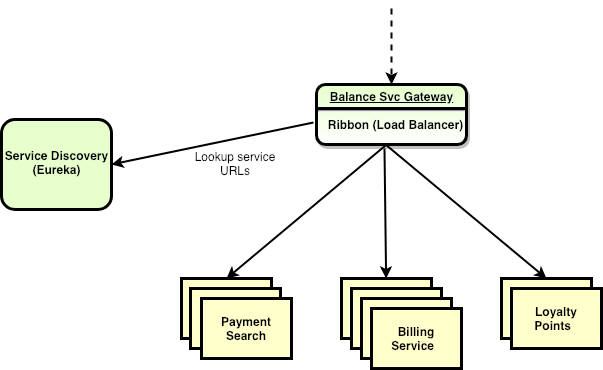 Balance Svc Gateway
Ribbon (Load Balancer)
Service Discovery
(Eureka)
Lookup service
URLs
Payment
Search
Billing
Service
Loyalty
Points